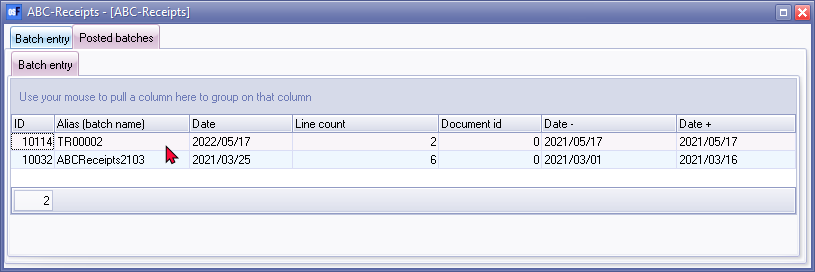 ABC-Receipts - [ABC-Receipts]
Batch entry Posted batches
Batch entry
Use your mouse to pull a column here to group on that column
ID Alias (batch name) Date Line count Document id Date - Date +
10114 TR00002 2022/05/17 2 0 2021/05/17 2021/05/17
10032 ABCReceipts2103 2021/03/25 6 0 2021/03/01 2021/03/16
2